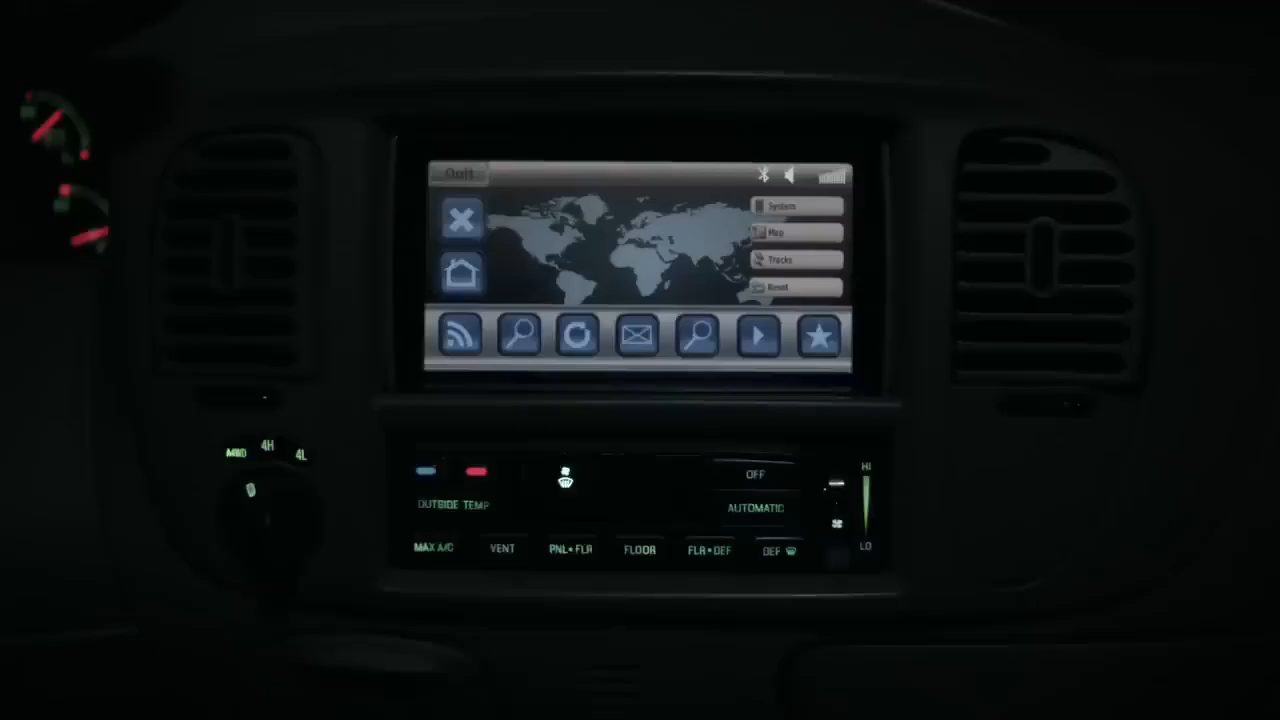 Quit
System
Map
Tracks
Reset
4WD 4H 4L
OFF
HI
OUTSIDE TEMP
AUTOMATIC
MAX A/C VENT PNL•FLR FLOOR FLR•DEF DEF
LO